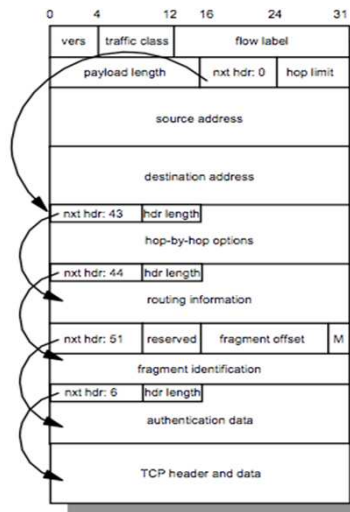 0 4 12 16 24 31
vers traffic class flow label
payload length nxt hdr: 0 hop limit
source address
destination address
nxt hdr: 43 hdr length
hop-by-hop options
nxt hdr: 44 hdr length
routing information
nxt hdr: 51 reserved fragment offset M
fragment identification
nxt hdr: 6 hdr length
authentication data
TCP header and data